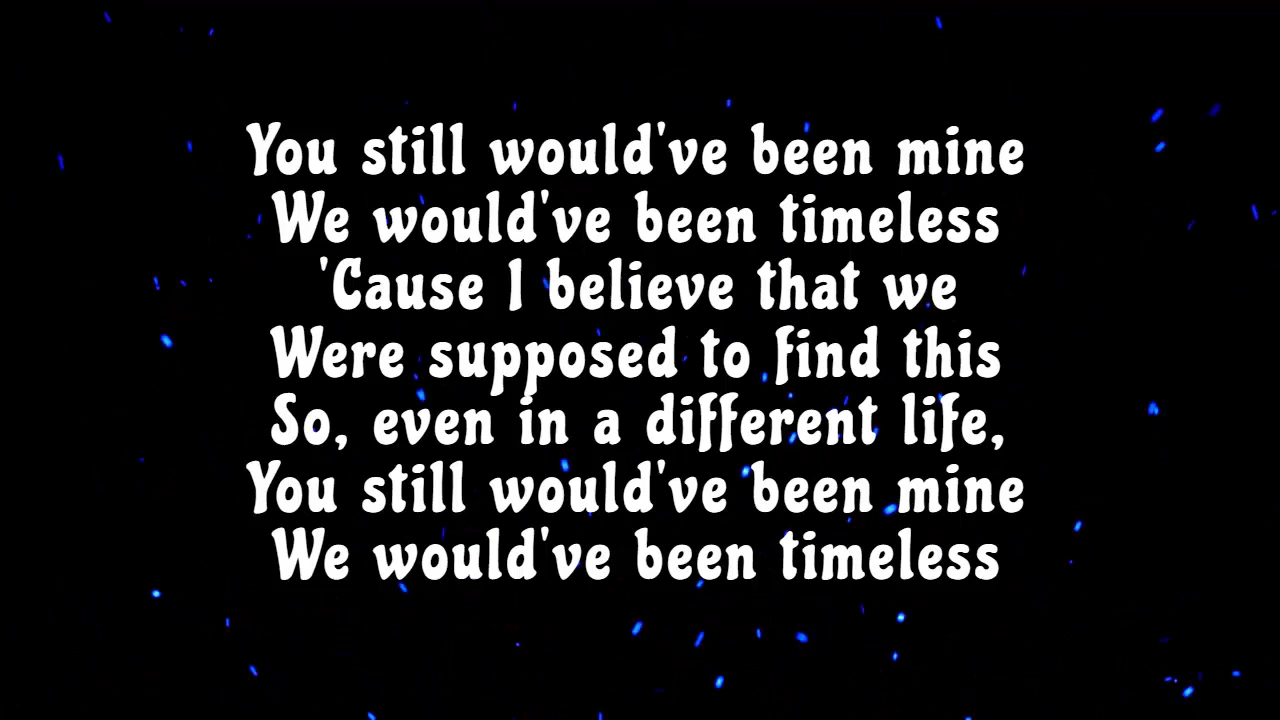 You still would've been mine
We would've been timeless
'Cause I believe that we
Were supposed to find this
So, even in a different life,
You still would've been mine
We would've been timeless